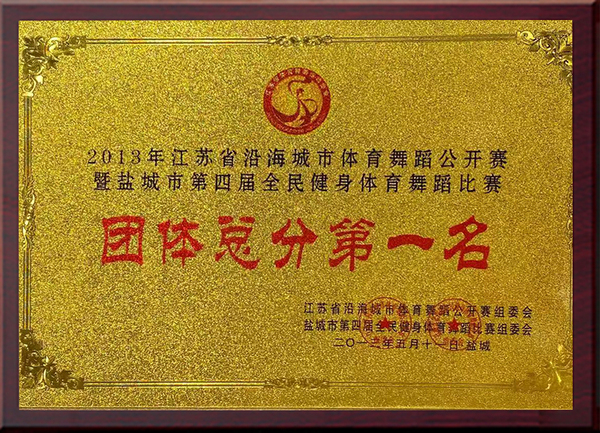 2013年江苏省沿海城市体育舞蹈公开赛
暨盐城市第四届全民健身体育舞蹈比赛
团体总分第一名
江苏省沿海城市体育舞蹈公开赛组委会
盐城市第四届全民健身体育舞蹈比赛组委会
二〇一三年五月十一日·盐城